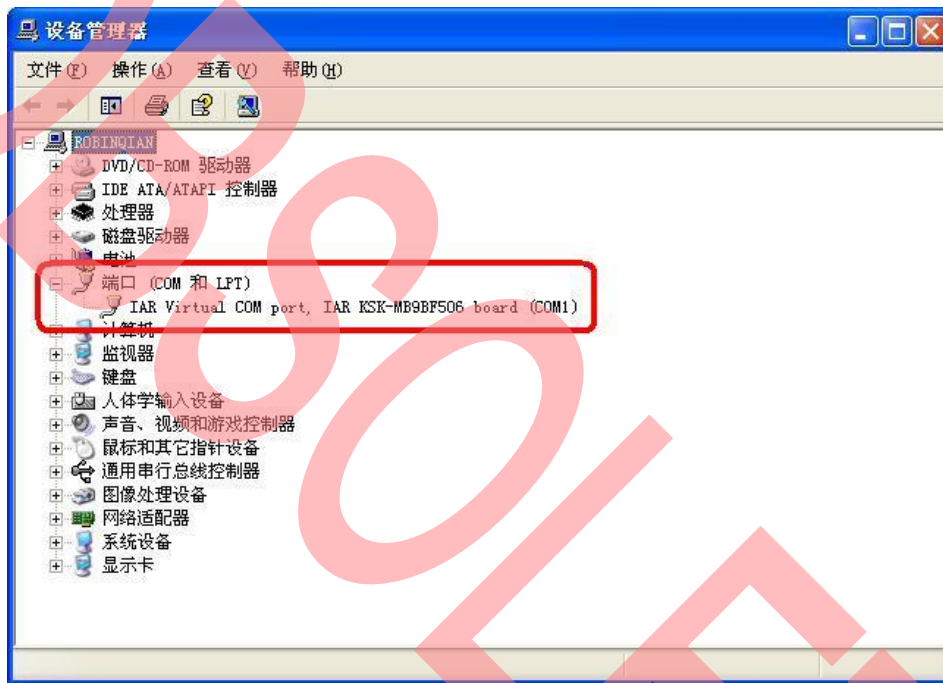 设备管理器
文件(F) 操作(A) 查看(V) 帮助(H)
ROBINQIAN
DVD/CD-ROM 驱动器
IDE ATA/ATAPI 控制器
处理器
磁盘驱动器
电池
端口 (COM 和 LPT)
IAR Virtual COM port, IAR KSK-MB9BF506 board (COM1)
计算机
监视器
键盘
人体学输入设备
声音、视频和游戏控制器
鼠标和其它指针设备
通用串行总线控制器
图像处理设备
网络适配器
系统设备
显示卡